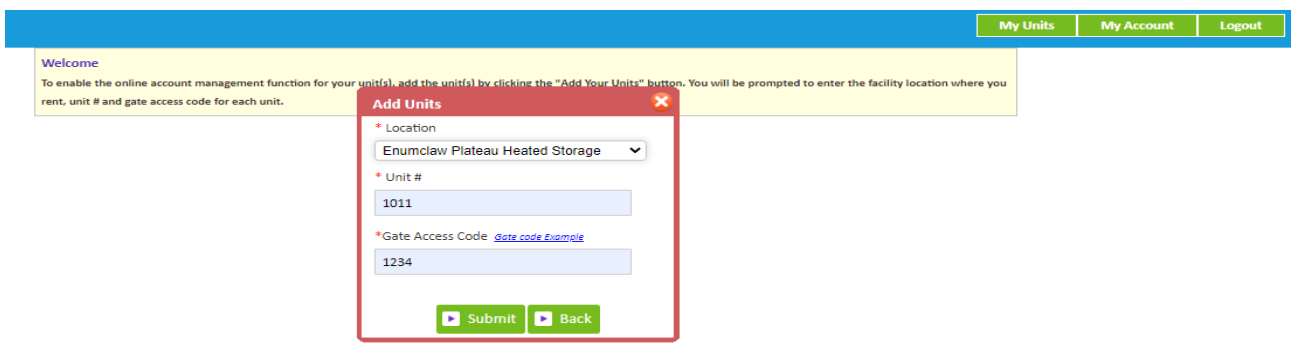 My Units My Account Logout
Welcome
To enable the online account management function for your unit(s), add the unit(s) by clicking the "Add Your Units" button. You will be prompted to enter the facility location where you
rent, unit # and gate access code for each unit.
Add Units
* Location
Enumclaw Plateau Heated Storage
* Unit #
1011
*Gate Access Code Gate code Example
1234
Submit Back